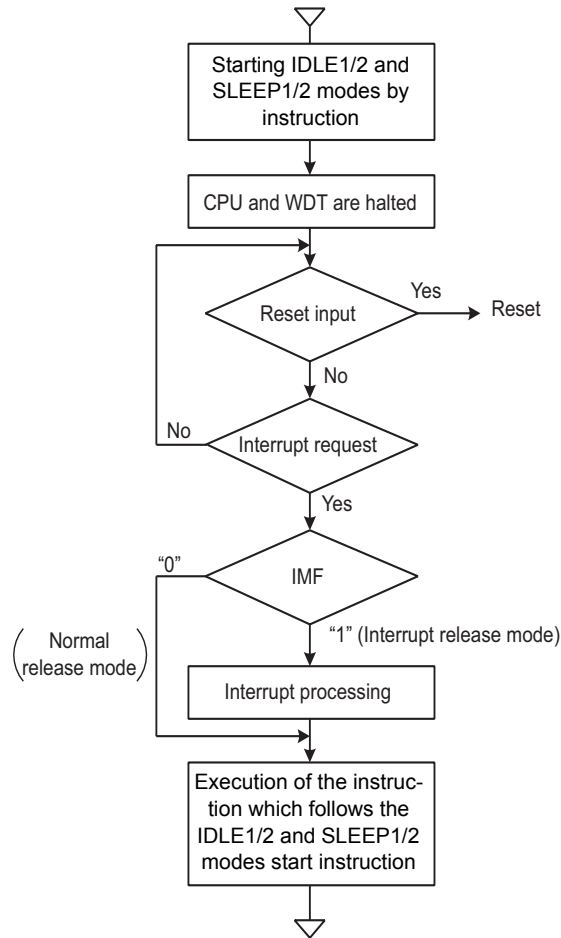 Starting IDLE1/2 and
SLEEP1/2 modes by
instruction
CPU and WDT are halted
Reset input
Yes
Reset
No
Interrupt request
No
Yes
IMF
“0”
“1” (Interrupt release mode)
Normal
release mode
Interrupt processing
Execution of the instruc-
tion which follows the
IDLE1/2 and SLEEP1/2
modes start instruction